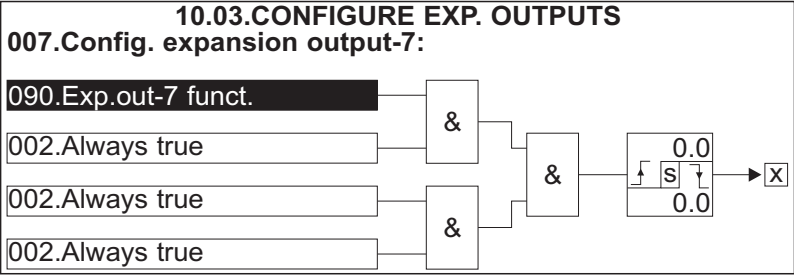 10.03.CONFIGURE EXP. OUTPUTS
007.Config. expansion output-7:
090.Exp.out-7 funct.
&
002.Always true
&
0.0
S
X
0.0
002.Always true
&
002.Always true